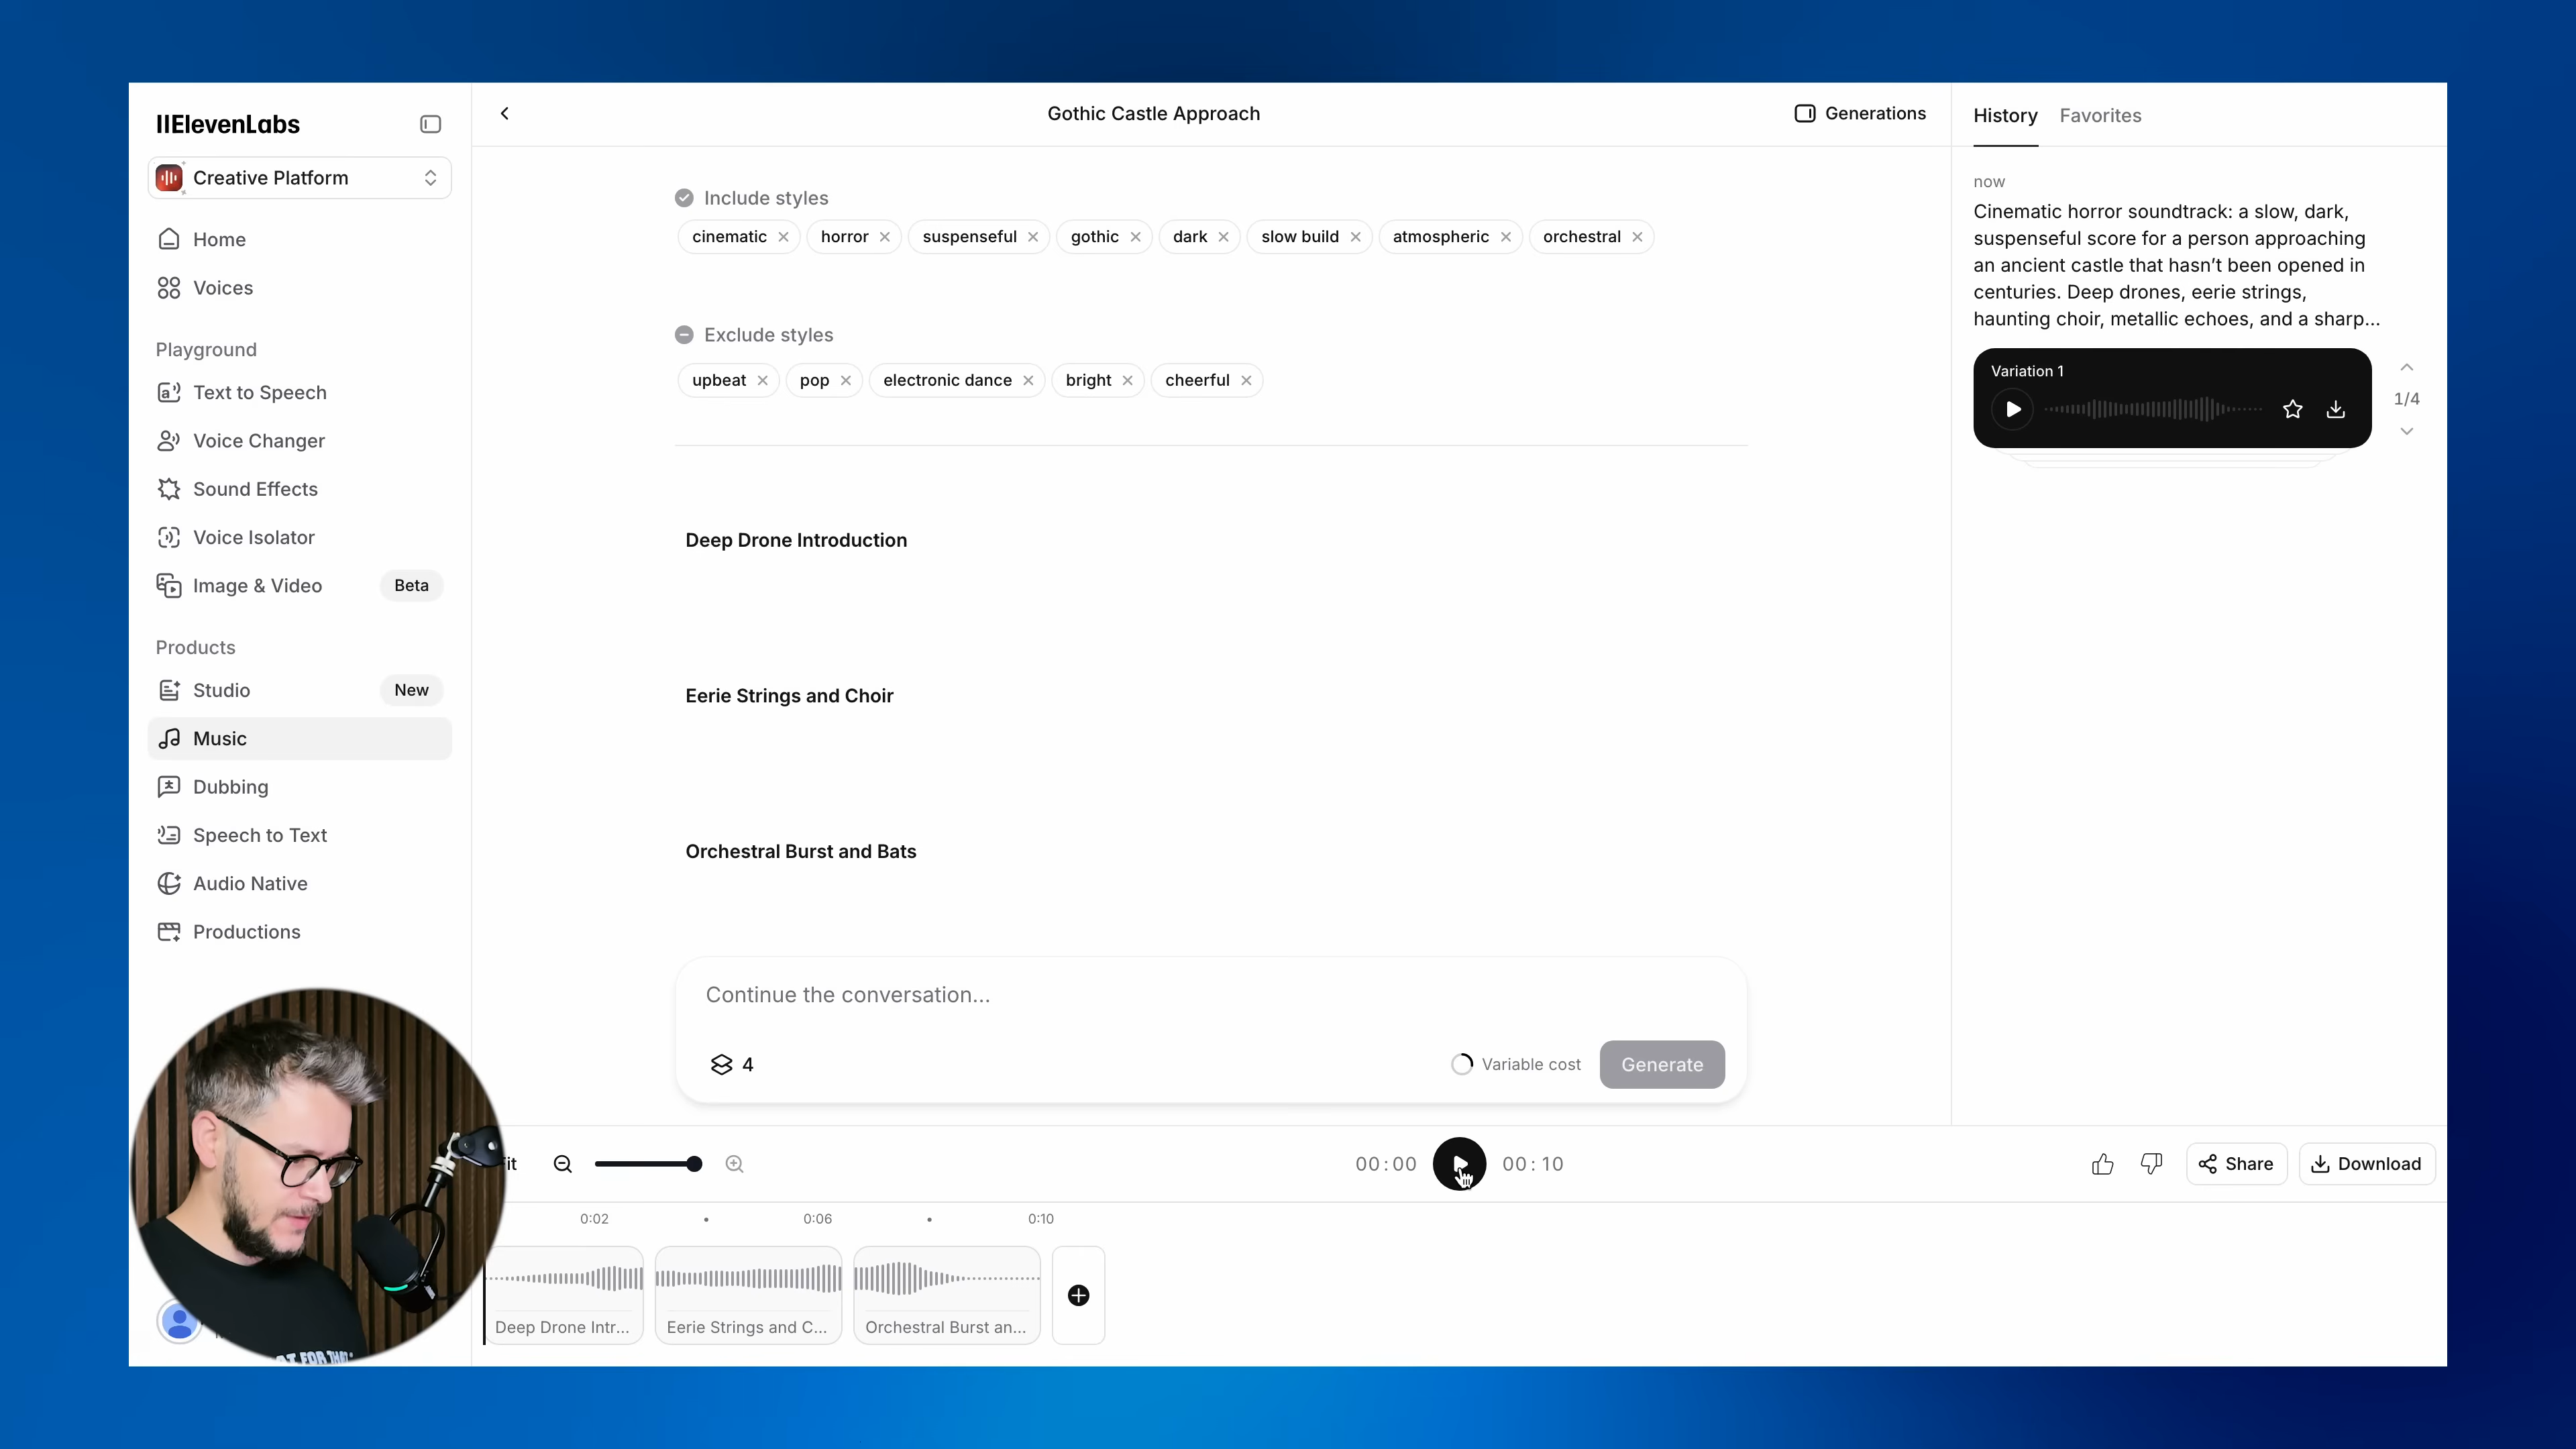 IIElevenLabs
Creative Platform
Home
Voices
Playground
Text to Speech
Voice Changer
Sound Effects
Voice Isolator
Image & Video Beta
Products
Studio New
Music
Dubbing
Speech to Text
Audio Native
Productions
Gothic Castle Approach
Generations
Include styles
cinematic horror suspenseful gothic dark slow build atmospheric orchestral
Exclude styles
upbeat pop electronic dance bright cheerful
Deep Drone Introduction
Eerie Strings and Choir
Orchestral Burst and Bats
Continue the conversation...
4 Variable cost Generate
History Favorites
now
Cinematic horror soundtrack: a slow, dark,
suspenseful score for a person approaching
an ancient castle that hasn’t been opened in
centuries. Deep drones, eerie strings,
haunting choir, metallic echoes, and a sharp...
Variation 1
1/4
00:00 00:10 Share Download
0:02 0:06 0:10
Deep Drone Intr... Eerie Strings and C... Orchestral Burst an...